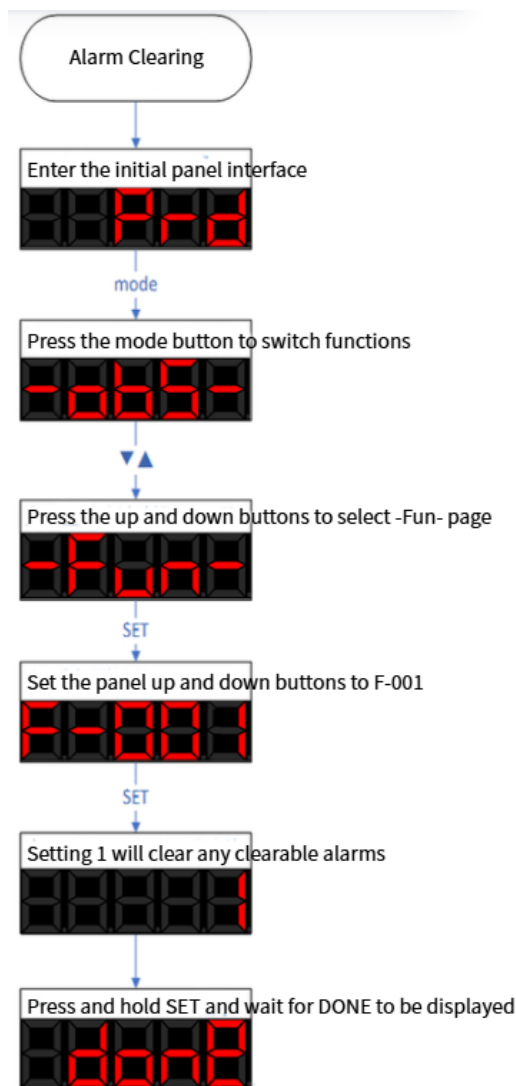 Alarm Clearing
Enter the initial panel interface
Prd
mode
Press the mode button to switch functions
-obS-
▼▲
Press the up and down buttons to select -Fun- page
-Fun-
SET
Set the panel up and down buttons to F-001
F-001
SET
Setting 1 will clear any clearable alarms
1
Press and hold SET and wait for DONE to be displayed